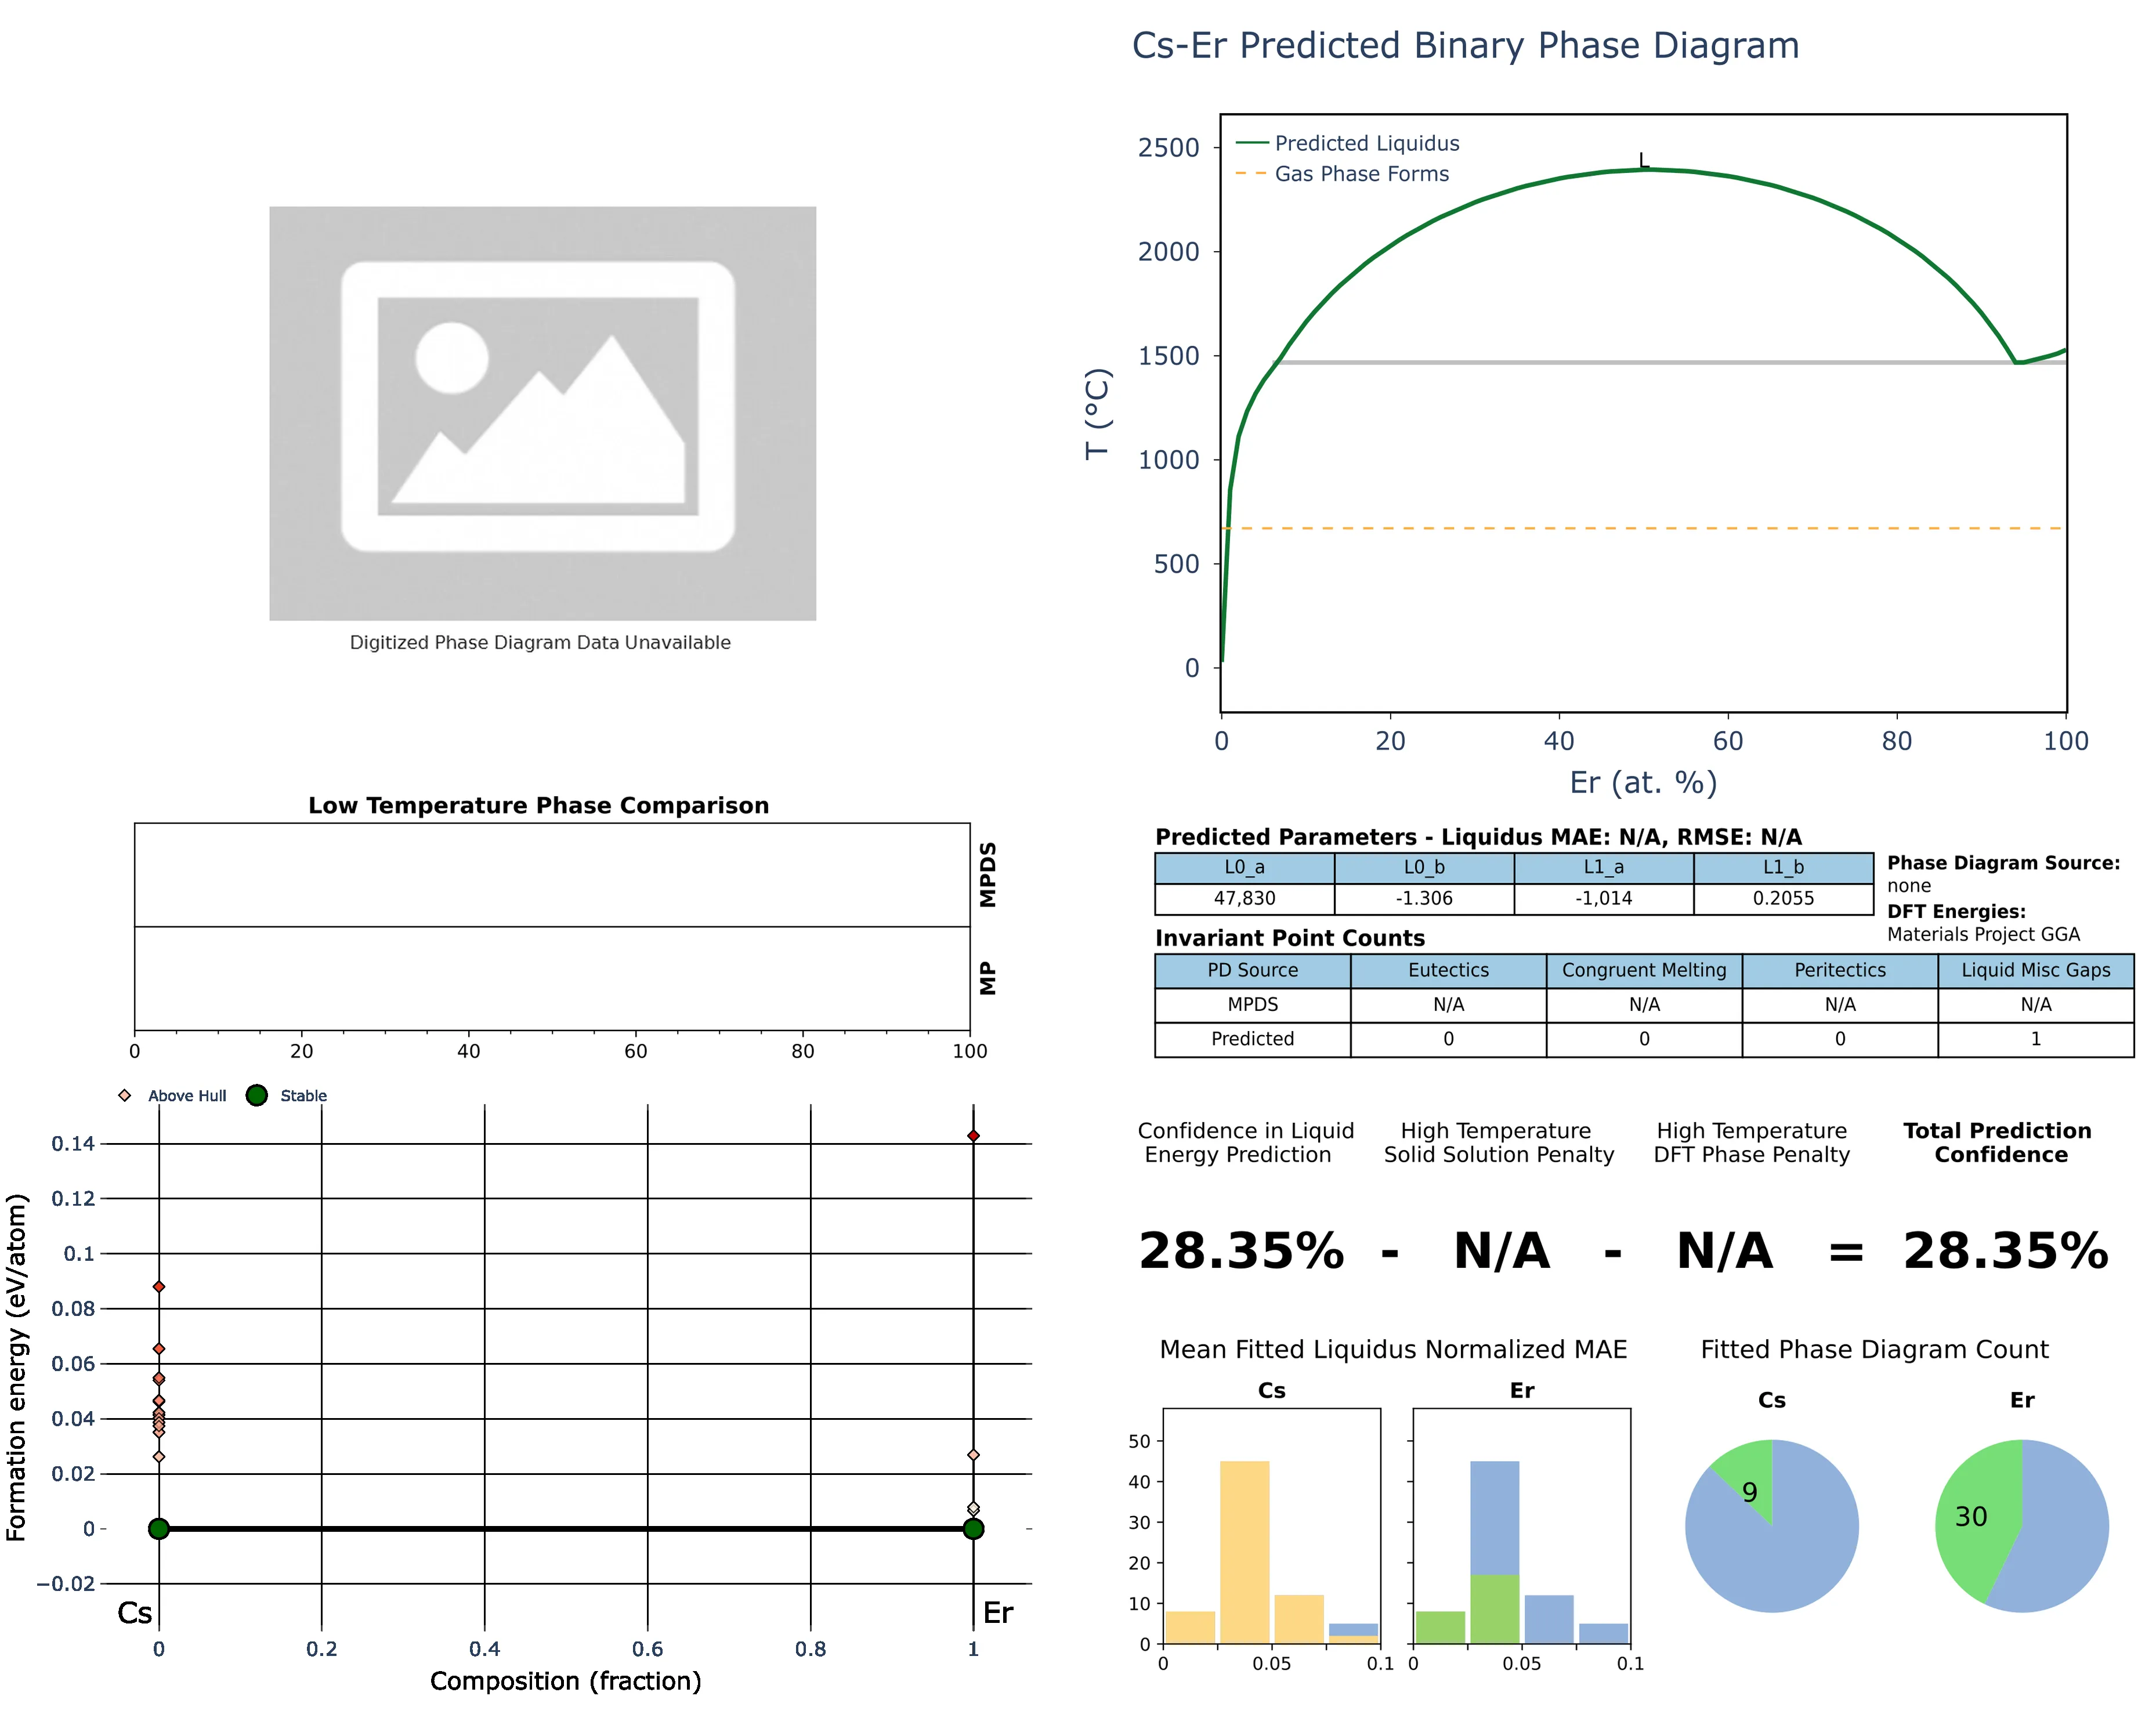 Cs-Er Predicted Binary Phase Diagram
Predicted Liquidus
Gas Phase Forms
L
2500
2000
1500
1000
500
0
T (°C)
0 20 40 60 80 100
Er (at. %)
Digitized Phase Diagram Data Unavailable
Low Temperature Phase Comparison
MPDS
MP
0 20 40 60 80 100
Predicted Parameters - Liquidus MAE: N/A, RMSE: N/A
L0_a L0_b L1_a L1_b
47,830 -1.306 -1,014 0.2055
Phase Diagram Source:
none
DFT Energies:
Materials Project GGA
Invariant Point Counts
PD Source Eutectics Congruent Melting Peritectics Liquid Misc Gaps
MPDS N/A N/A N/A N/A
Predicted 0 0 0 1
Above Hull Stable
0.14
0.12
0.1
0.08
0.06
0.04
0.02
0
−0.02
Formation energy (eV/atom)
Cs Er
0 0.2 0.4 0.6 0.8 1
Composition (fraction)
Confidence in Liquid
Energy Prediction
High Temperature
Solid Solution Penalty
High Temperature
DFT Phase Penalty
Total Prediction
Confidence
28.35% - N/A - N/A = 28.35%
Mean Fitted Liquidus Normalized MAE
Cs Er
50
40
30
20
10
0
0 0.05 0.1 0 0.05 0.1
Fitted Phase Diagram Count
Cs Er
9 30